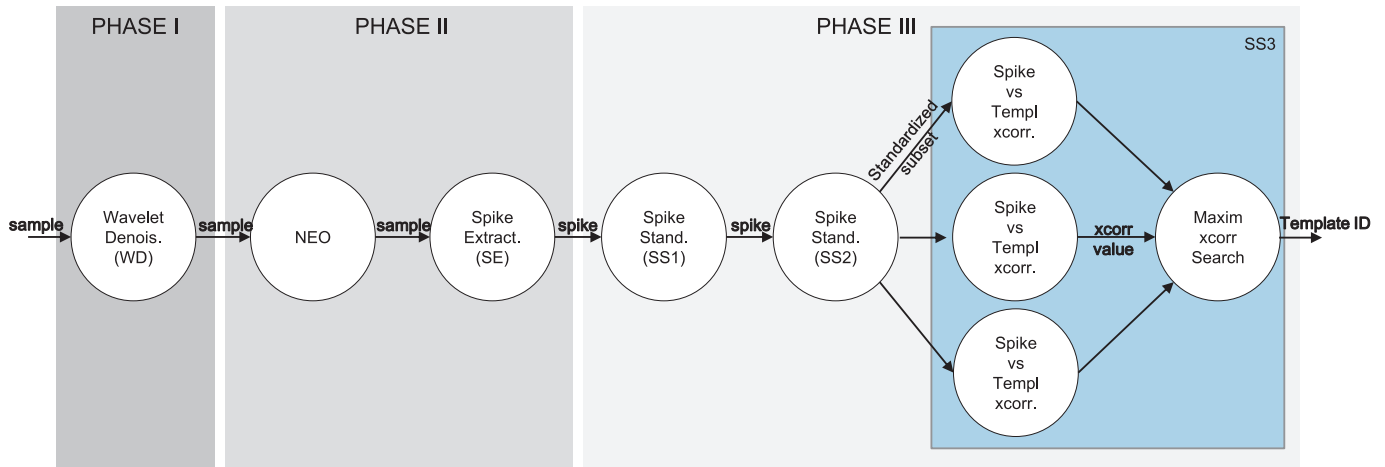 PHASE I
PHASE II
PHASE III
SS3
sample
Wavelet
Denois.
(WD)
sample
NEO
sample
Spike
Extract.
(SE)
spike
Spike
Stand.
(SS1)
spike
Spike
Stand.
(SS2)
Standardized
subset
Spike
vs
Templ
xcorr.
Spike
vs
Templ
xcorr.
Spike
vs
Templ
xcorr.
xcorr
value
Maxim
xcorr
Search
Template ID